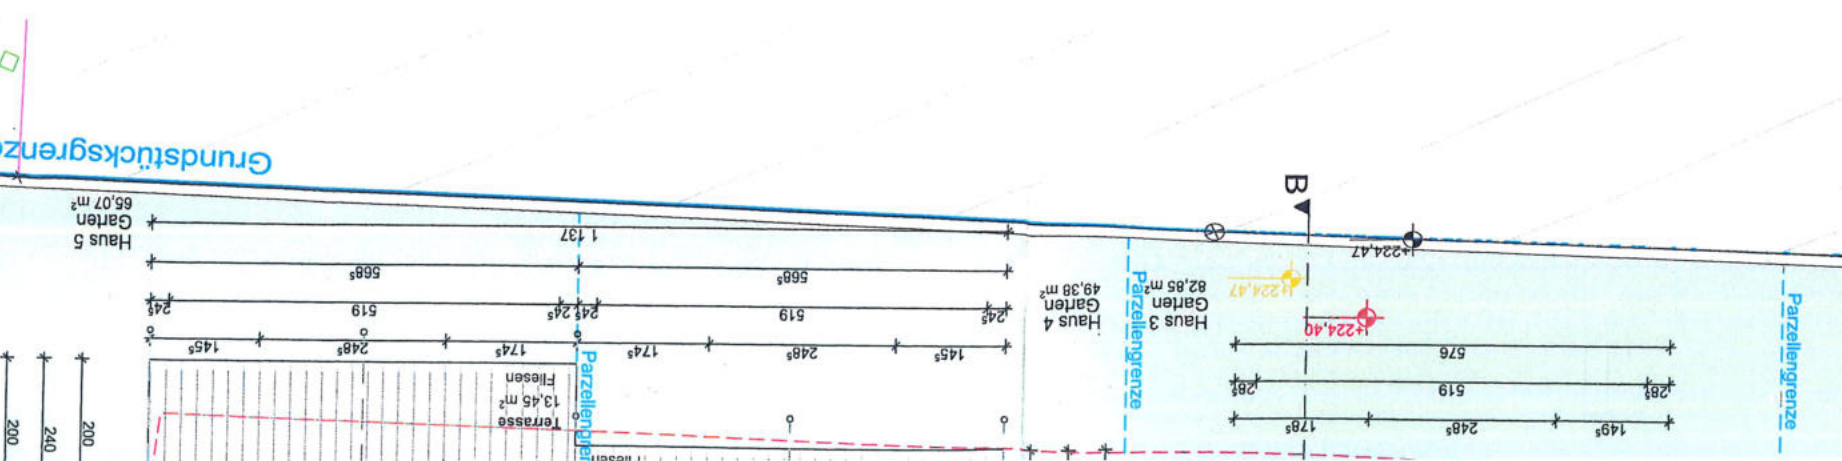 Grundstücksgrenze
Haus 5
Garten
65,07 m²
1 137
568⁵
568⁵
24⁵
519
24⁵
24⁵
519
24⁵
145⁵
248⁵
174⁵
174⁵
248⁵
145⁵
Terrasse
13,45 m²
Fliesen
Parzellengren
Fliesen
200
240
200
Haus 4
Garten
49,38 m²
Parzellengrenze
Haus 3
Garten
82,85 m²
B
+224,47
+224,47
+224,40
576
28⁵
519
28⁵
178⁵
248⁵
149⁵
Parzellengrenze